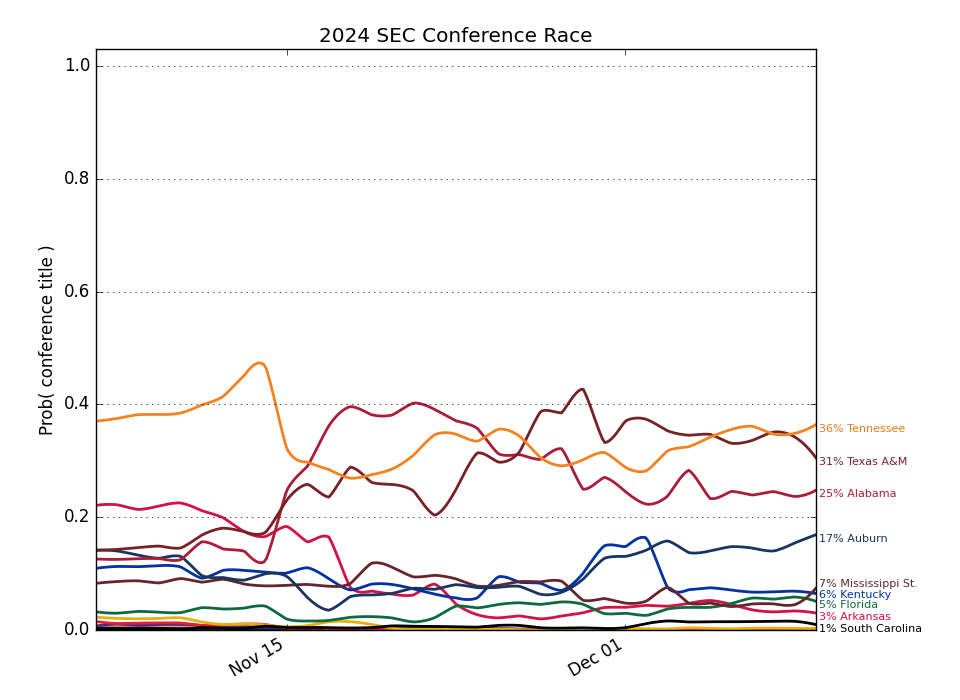 2024 SEC Conference Race
Prob( conference title )
1.0
0.8
0.6
0.4
0.2
0.0
Nov 15
Dec 01
36% Tennessee
31% Texas A&M
25% Alabama
17% Auburn
7% Mississippi St.
6% Kentucky
5% Florida
3% Arkansas
1% South Carolina